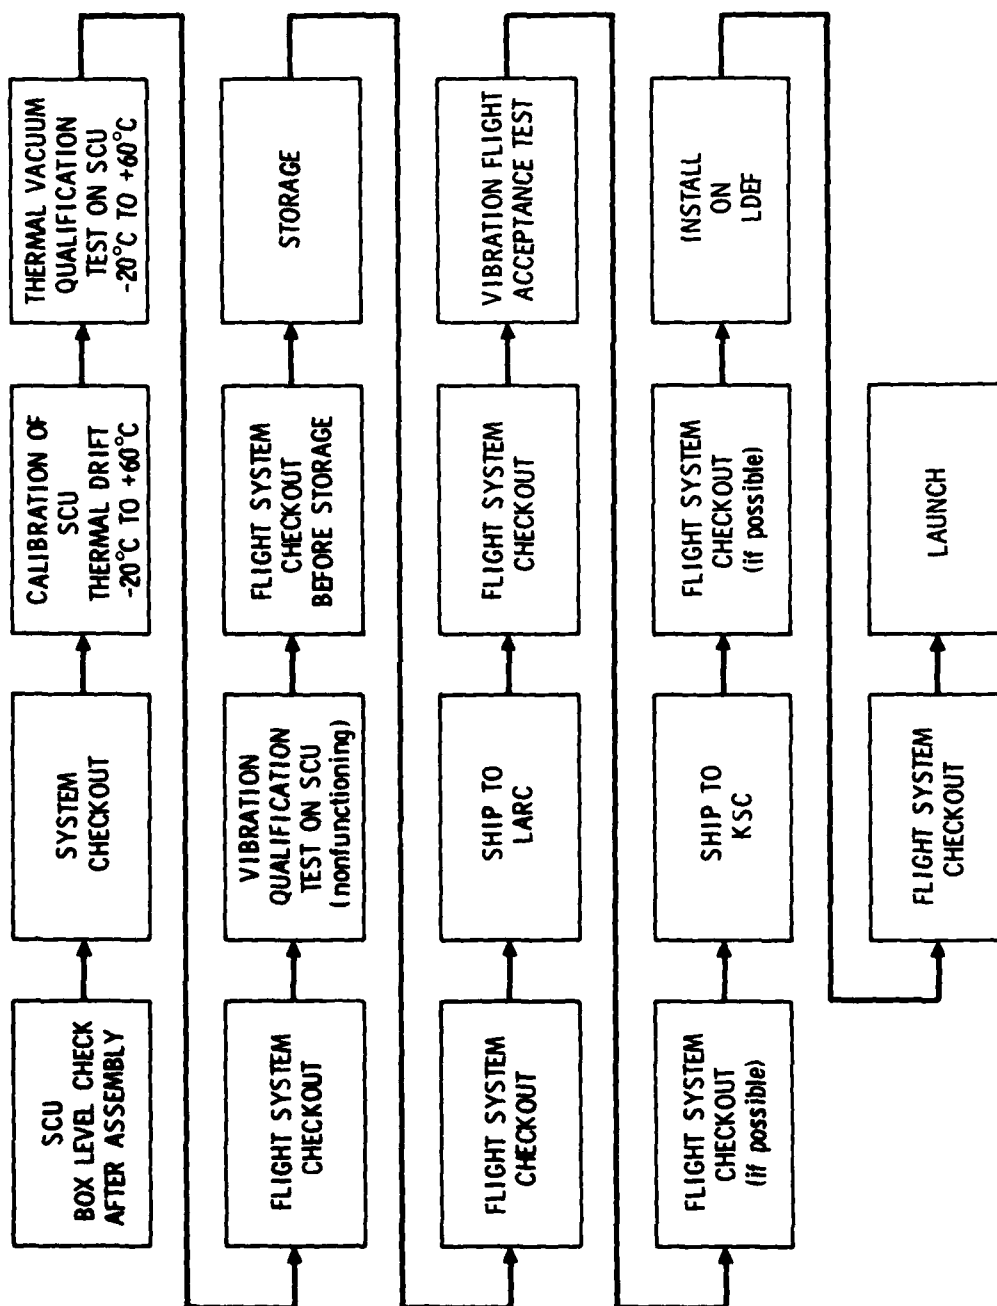 SCU
BOX LEVEL CHECK
AFTER ASSEMBLY
SYSTEM
CHECKOUT
CALIBRATION OF
SCU
THERMAL DRIFT
-20°C TO +60°C
THERMAL VACUUM
QUALIFICATION
TEST ON SCU
-20°C TO +60°C
FLIGHT SYSTEM
CHECKOUT
VIBRATION
QUALIFICATION
TEST ON SCU
(nonfunctioning)
FLIGHT SYSTEM
CHECKOUT
BEFORE STORAGE
STORAGE
FLIGHT SYSTEM
CHECKOUT
SHIP TO
LARC
FLIGHT SYSTEM
CHECKOUT
VIBRATION FLIGHT
ACCEPTANCE TEST
FLIGHT SYSTEM
CHECKOUT
(if possible)
SHIP TO
KSC
FLIGHT SYSTEM
CHECKOUT
(if possible)
INSTALL
ON
LDEF
FLIGHT SYSTEM
CHECKOUT
LAUNCH